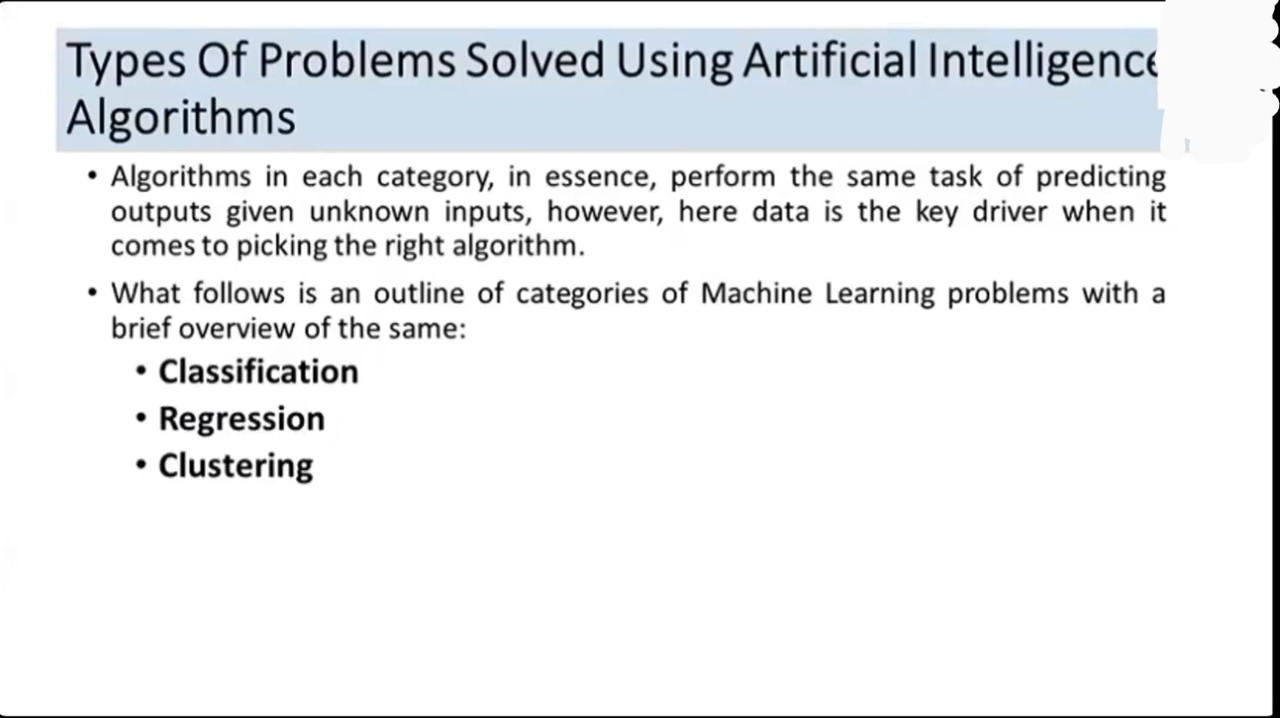 Types Of Problems Solved Using Artificial Intelligence
Algorithms
• Algorithms in each category, in essence, perform the same task of predicting
outputs given unknown inputs, however, here data is the key driver when it
comes to picking the right algorithm.
• What follows is an outline of categories of Machine Learning problems with a
brief overview of the same:
• Classification
• Regression
• Clustering